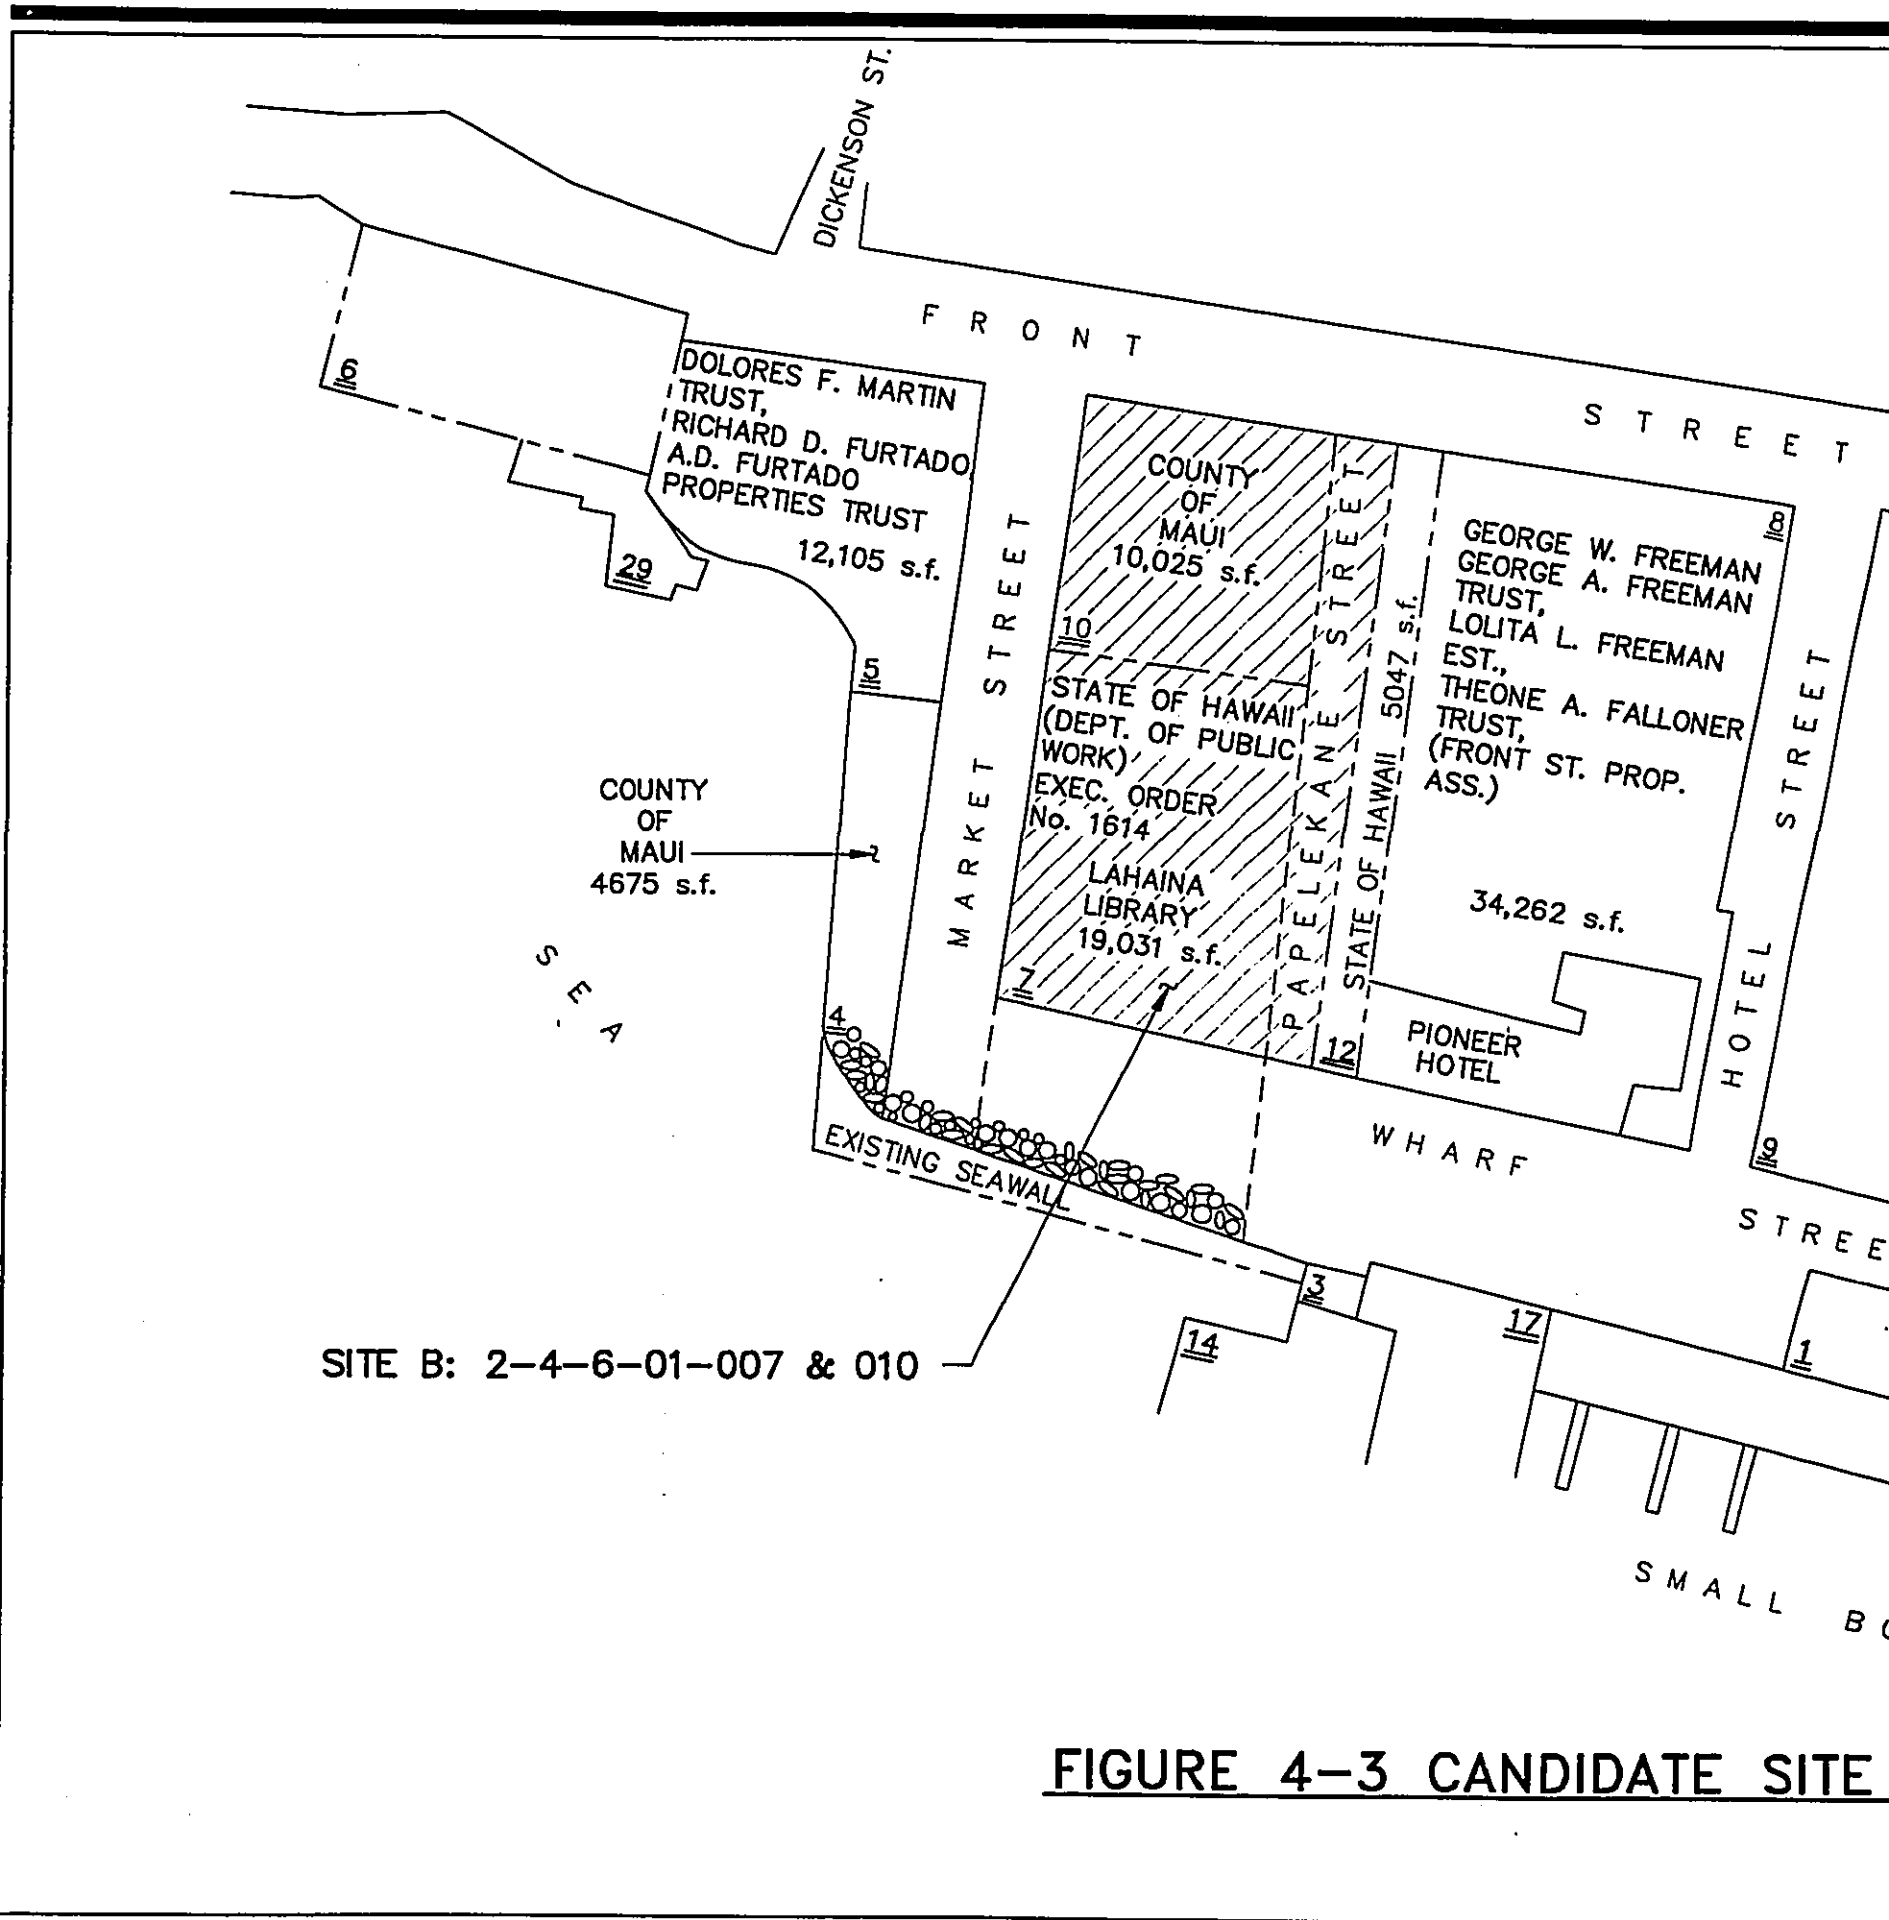 DICKENSON ST.
FRONT
STREET
6
DOLORES F. MARTIN
TRUST,
RICHARD D. FURTADO
A.D. FURTADO
PROPERTIES TRUST
12,105 s.f.
29
5
MARKET STREET
COUNTY
OF
MAUI
10,025 s.f.
10
STATE OF HAWAII
(DEPT. OF PUBLIC
WORK)
EXEC. ORDER
No. 1614
LAHAINA
LIBRARY
19,031 s.f.
7
PAPELEKANE STREET
STATE OF HAWAII 5047 s.f.
12
8
GEORGE W. FREEMAN
GEORGE A. FREEMAN
TRUST,
LOLITA L. FREEMAN
EST.,
THEONE A. FALLONER
TRUST,
(FRONT ST. PROP.
ASS.)
34,262 s.f.
PIONEER
HOTEL
HOTEL STREET
9
COUNTY
OF
MAUI
4675 s.f.
SEA
4
EXISTING SEAWALL
WHARF
STREE
3
14
17
1
SITE B: 2-4-6-01-007 & 010
SMALL BO
FIGURE 4-3 CANDIDATE SITE